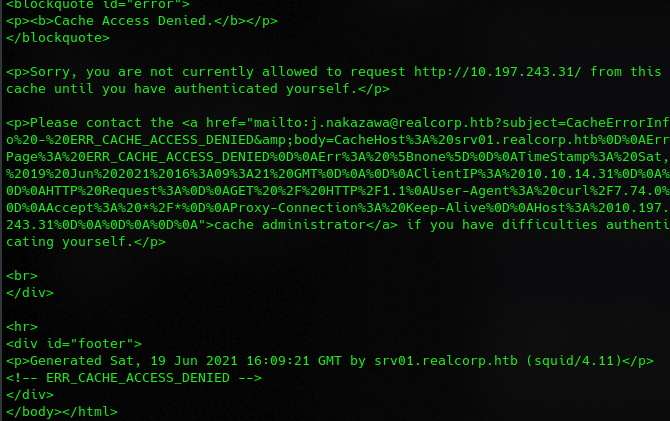 <blockquote id="error">
<p><b>Cache Access Denied.</b></p>
</blockquote>
<p>Sorry, you are not currently allowed to request http://10.197.243.31/ from this
cache until you have authenticated yourself.</p>
<p>Please contact the <a href="mailto:j.nakazawa@realcorp.htb?subject=CacheErrorInf
o%20-%20ERR_CACHE_ACCESS_DENIED&amp;body=CacheHost%3A%20srv01.realcorp.htb%0D%0AErr
Page%3A%20ERR_CACHE_ACCESS_DENIED%0D%0AErr%3A%20%5Bnone%5D%0D%0ATimeStamp%3A%20Sat,
%2019%20Jun%202021%2016%3A09%3A21%20GMT%0D%0A%0D%0AClientIP%3A%2010.10.14.31%0D%0A%
0D%0AHTTP%20Request%3A%0D%0AGET%20%2F%20HTTP%2F1.1%0AUser-Agent%3A%20curl%2F7.74.0%
0D%0AAccept%3A%20*%2F*%0D%0AProxy-Connection%3A%20Keep-Alive%0D%0AHost%3A%2010.197.
243.31%0D%0A%0D%0A%0D%0A">cache administrator</a> if you have difficulties authenti
cating yourself.</p>
<br>
</div>
<hr>
<div id="footer">
<p>Generated Sat, 19 Jun 2021 16:09:21 GMT by srv01.realcorp.htb (squid/4.11)</p>
<!-- ERR_CACHE_ACCESS_DENIED -->
</div>
</body></html>